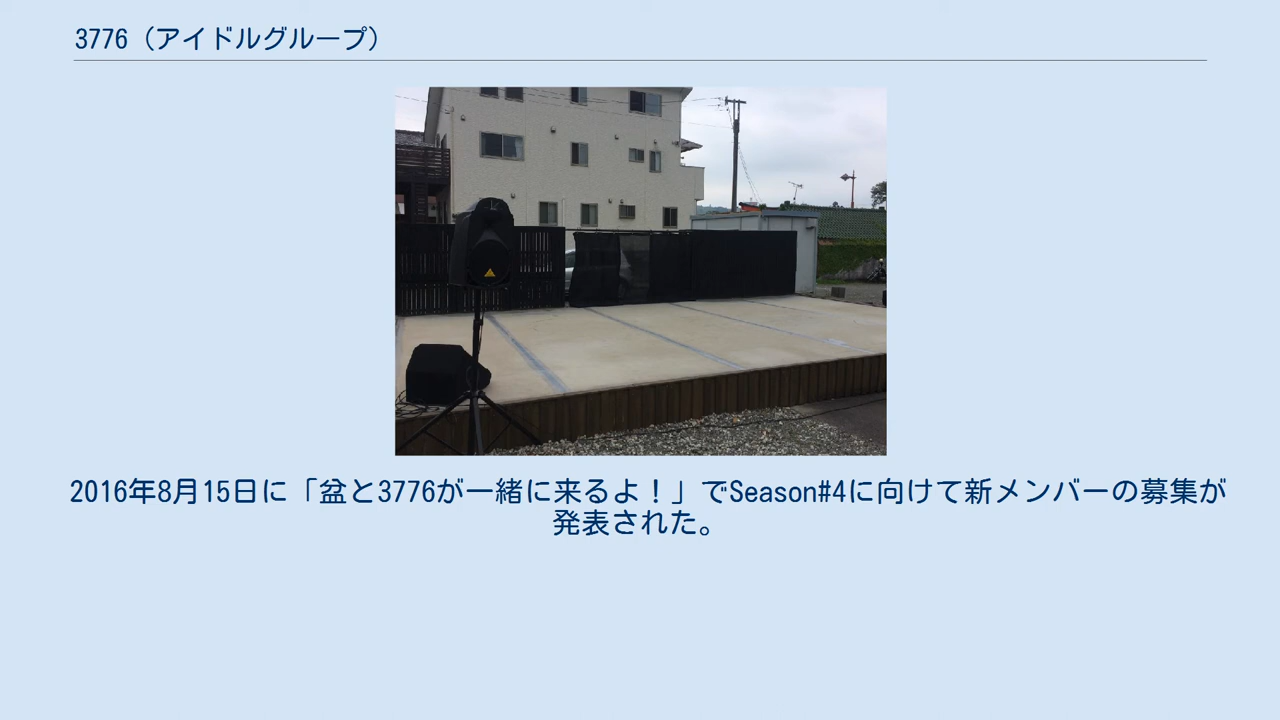 3776（アイドルグループ）
2016年8月15日に「盆と3776が一緒に来るよ！」でSeason#4に向けて新メンバーの募集が
発表された。